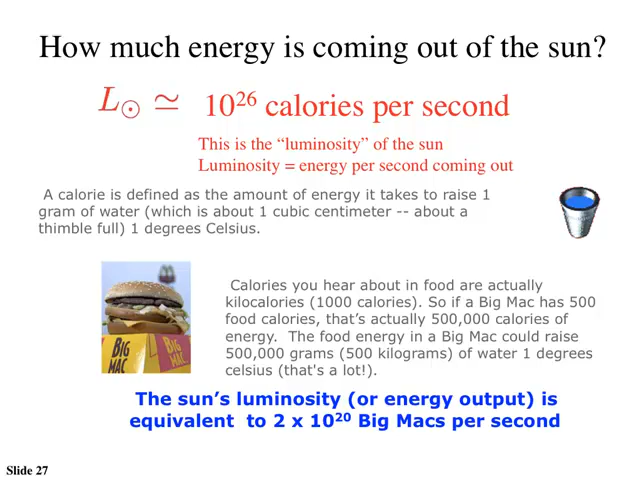 How much energy is coming out of the sun?
L☉ ≃ 10²⁶ calories per second
This is the “luminosity” of the sun
Luminosity = energy per second coming out
A calorie is defined as the amount of energy it takes to raise 1
gram of water (which is about 1 cubic centimeter -- about a
thimble full) 1 degrees Celsius.
Calories you hear about in food are actually
kilocalories (1000 calories). So if a Big Mac has 500
food calories, that’s actually 500,000 calories of
energy. The food energy in a Big Mac could raise
500,000 grams (500 kilograms) of water 1 degrees
celsius (that's a lot!).
BIG
MAC
BIG
MAC
The sun’s luminosity (or energy output) is
equivalent to 2 x 10²⁰ Big Macs per second
Slide 27